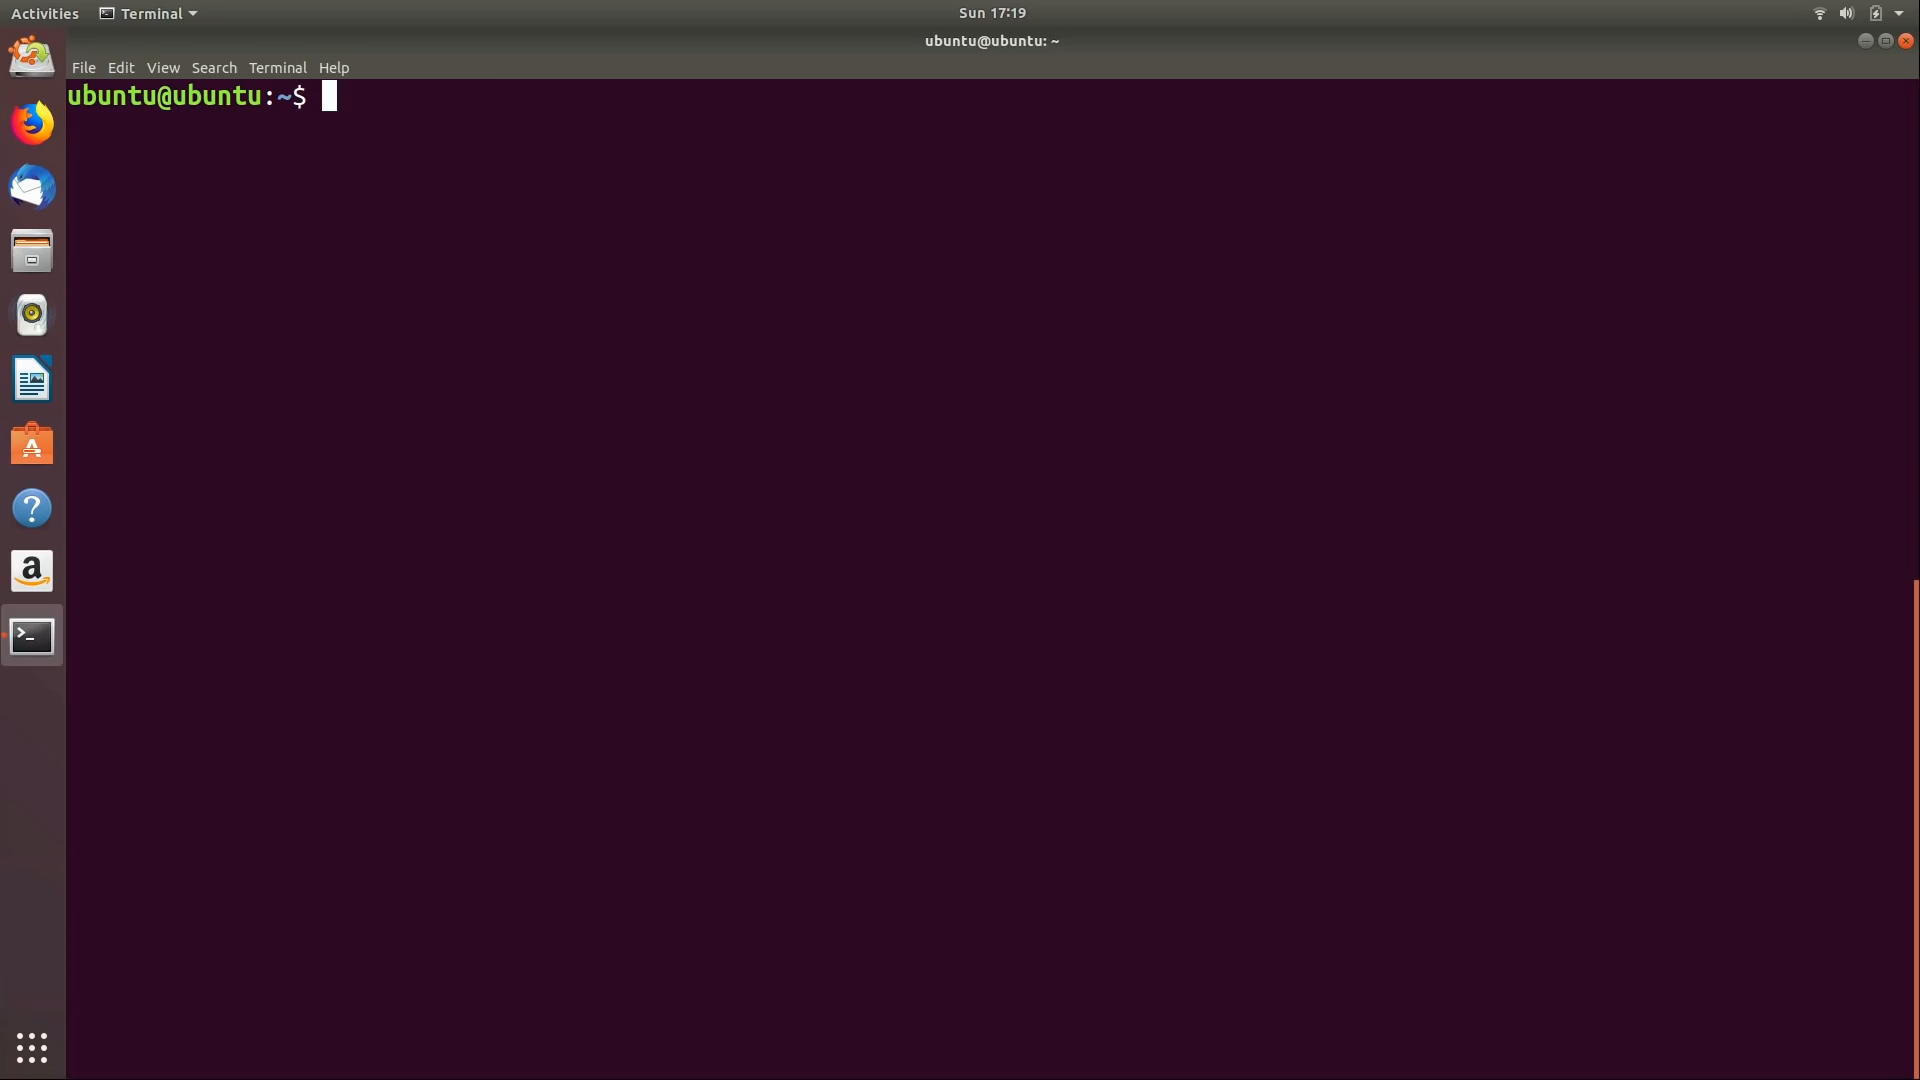 Activities Terminal Sun 17:19
ubuntu@ubuntu: ~
File Edit View Search Terminal Help
ubuntu@ubuntu:~$